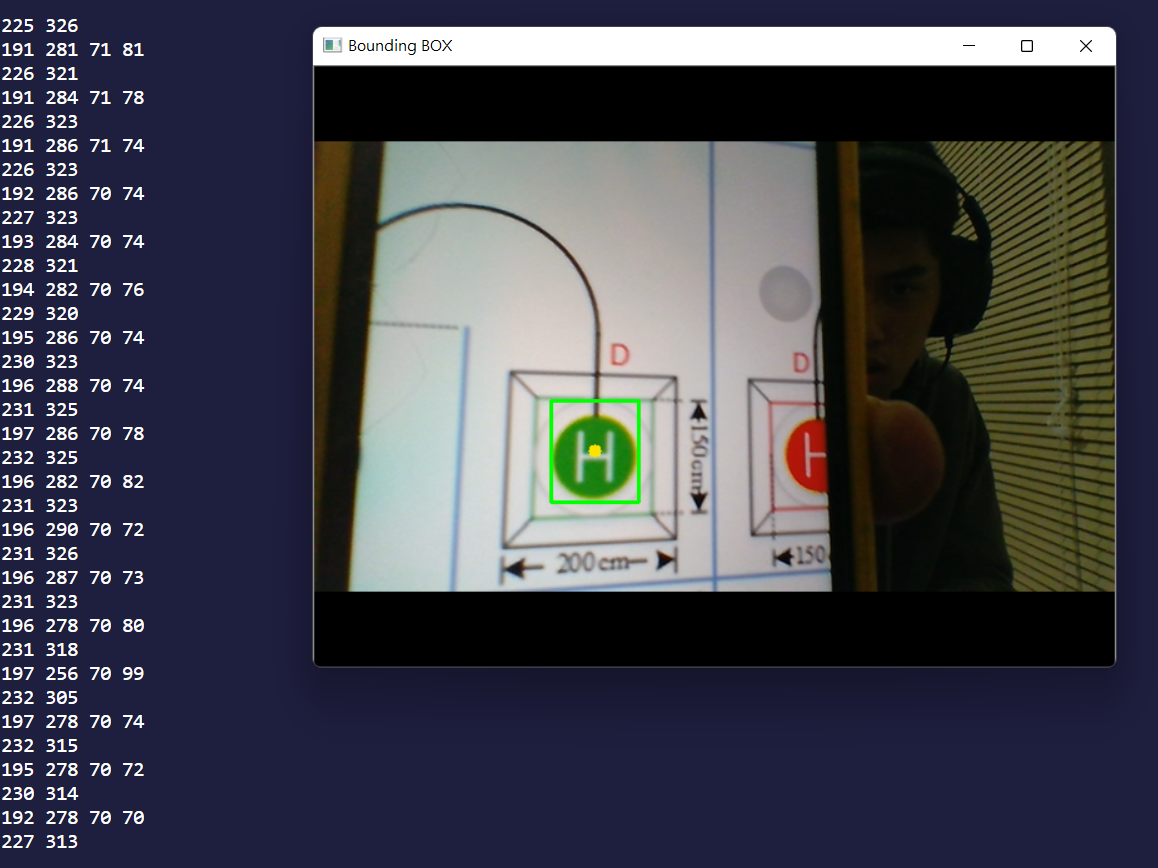 225 326
191 281 71 81
226 321
191 284 71 78
226 323
191 286 71 74
226 323
192 286 70 74
227 323
193 284 70 74
228 321
194 282 70 76
229 320
195 286 70 74
230 323
196 288 70 74
231 325
197 286 70 78
232 325
196 282 70 82
231 323
196 290 70 72
231 326
196 287 70 73
231 323
196 278 70 80
231 318
197 256 70 99
232 305
197 278 70 74
232 315
195 278 70 72
230 314
192 278 70 70
227 313
Bounding BOX
D
D
H
150cm
H
200cm
150